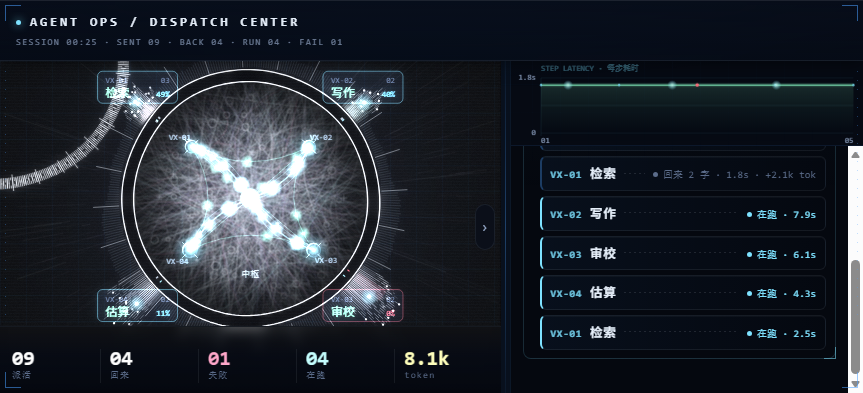 AGENT OPS / DISPATCH CENTER
SESSION 00:25 · SENT 09 · BACK 04 · RUN 04 · FAIL 01
VX-01 03
检索 49%
VX-02 02
写作 40%
VX-01
VX-02
VX-04
VX-03
中枢
VX-04
估算 11%
审校
09
派活
04
回来
01
失败
04
在跑
8.1k
token
›
STEP LATENCY · 每步耗时
1.8s
0
01 05
VX-01 检索 回来 2 字 · 1.8s · +2.1k tok
VX-02 写作 在跑 · 7.9s
VX-03 审校 在跑 · 6.1s
VX-04 估算 在跑 · 4.3s
VX-01 检索 在跑 · 2.5s